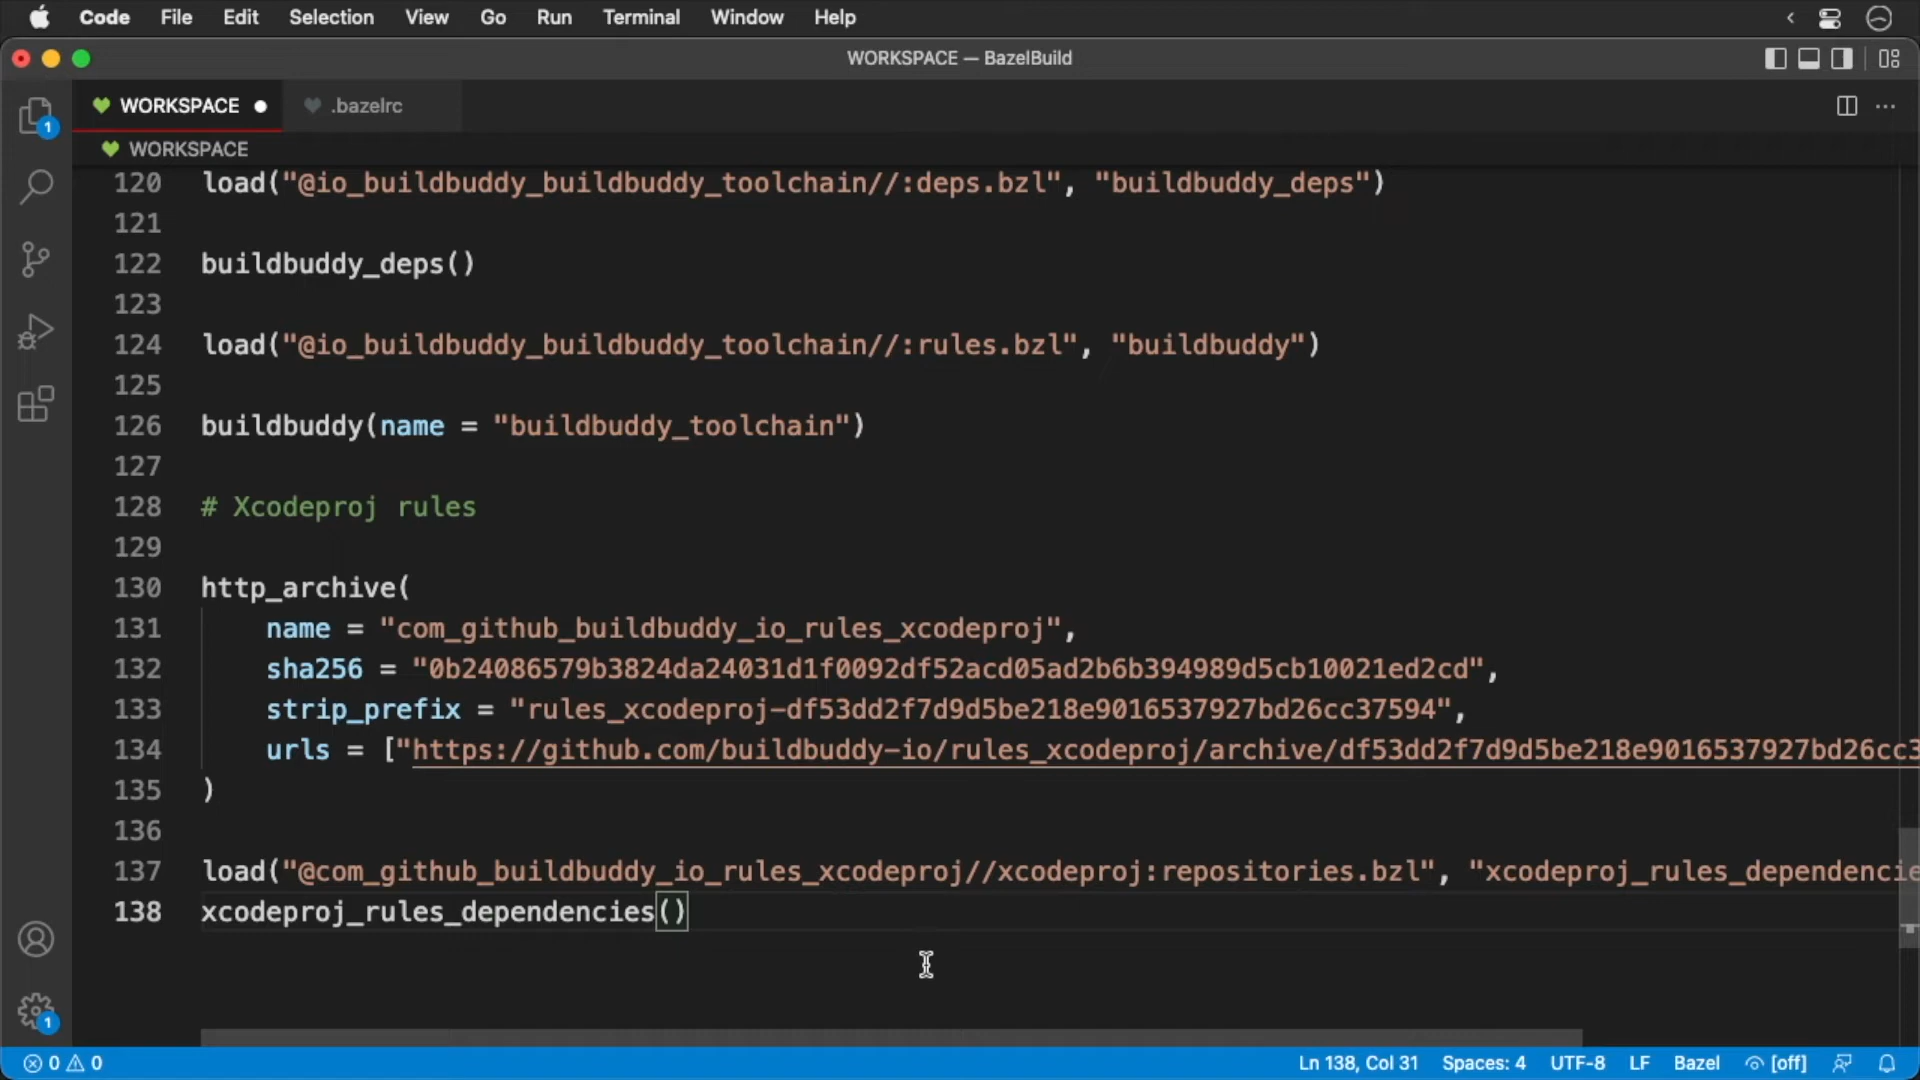 Code File Edit Selection View Go Run Terminal Window Help
WORKSPACE — BazelBuild
WORKSPACE .bazelrc
1
WORKSPACE
120 load("@io_buildbuddy_buildbuddy_toolchain//:deps.bzl", "buildbuddy_deps")
121
122 buildbuddy_deps()
123
124 load("@io_buildbuddy_buildbuddy_toolchain//:rules.bzl", "buildbuddy")
125
126 buildbuddy(name = "buildbuddy_toolchain")
127
128 # Xcodeproj rules
129
130 http_archive(
131 name = "com_github_buildbuddy_io_rules_xcodeproj",
132 sha256 = "0b24086579b3824da24031d1f0092df52acd05ad2b6b394989d5cb10021ed2cd",
133 strip_prefix = "rules_xcodeproj-df53dd2f7d9d5be218e9016537927bd26cc37594",
134 urls = ["https://github.com/buildbuddy-io/rules_xcodeproj/archive/df53dd2f7d9d5be218e9016537927bd26cc3
135 )
136
137 load("@com_github_buildbuddy_io_rules_xcodeproj//xcodeproj:repositories.bzl", "xcodeproj_rules_dependencie
138 xcodeproj_rules_dependencies()
1
0 0 Ln 138, Col 31 Spaces: 4 UTF-8 LF Bazel [off]